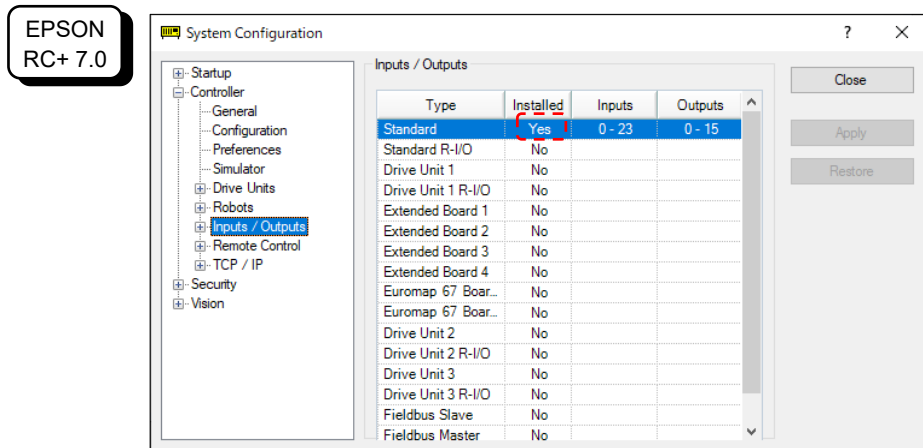 EPSON
RC+ 7.0
System Configuration
?
Startup
Controller
General
Configuration
Preferences
Simulator
Drive Units
Robots
Inputs / Outputs
Remote Control
TCP / IP
Security
Vision
Inputs / Outputs
Type Installed Inputs Outputs
Standard Yes 0 - 23 0 - 15
Standard R-I/O No
Drive Unit 1 No
Drive Unit 1 R-I/O No
Extended Board 1 No
Extended Board 2 No
Extended Board 3 No
Extended Board 4 No
Euromap 67 Boar... No
Euromap 67 Boar... No
Drive Unit 2 No
Drive Unit 2 R-I/O No
Drive Unit 3 No
Drive Unit 3 R-I/O No
Fieldbus Slave No
Fieldbus Master No
Close
Apply
Restore